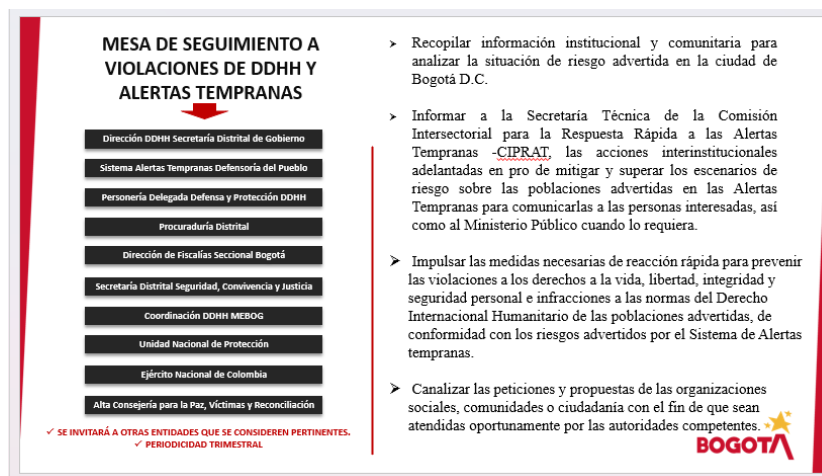 MESA DE SEGUIMIENTO A
VIOLACIONES DE DDHH Y
ALERTAS TEMPRANAS
Dirección DDHH Secretaría Distrital de Gobierno
Sistema Alertas Tempranas Defensoría del Pueblo
Personería Delegada Defensa y Protección DDHH
Procuraduría Distrital
Dirección de Fiscalías Seccional Bogotá
Secretaría Distrital Seguridad, Convivencia y Justicia
Coordinación DDHH MEBOG
Unidad Nacional de Protección
Ejército Nacional de Colombia
Alta Consejería para la Paz, Víctimas y Reconciliación
✓ SE INVITARÁ A OTRAS ENTIDADES QUE SE CONSIDEREN PERTINENTES.
✓ PERIODICIDAD TRIMESTRAL
➢ Recopilar información institucional y comunitaria para
analizar la situación de riesgo advertida en la ciudad de
Bogotá D.C.
➢ Informar a la Secretaría Técnica de la Comisión
Intersectorial para la Respuesta Rápida a las Alertas
Tempranas -CIPRAT, las acciones interinstitucionales
adelantadas en pro de mitigar y superar los escenarios de
riesgo sobre las poblaciones advertidas en las Alertas
Tempranas para comunicarlas a las personas interesadas, así
como al Ministerio Público cuando lo requiera.
➢ Impulsar las medidas necesarias de reacción rápida para prevenir
las violaciones a los derechos a la vida, libertad, integridad y
seguridad personal e infracciones a las normas del Derecho
Internacional Humanitario de las poblaciones advertidas, de
conformidad con los riesgos advertidos por el Sistema de Alertas
tempranas.
➢ Canalizar las peticiones y propuestas de las organizaciones
sociales, comunidades o ciudadanía con el fin de que sean
atendidas oportunamente por las autoridades competentes.
BOGOTÁ